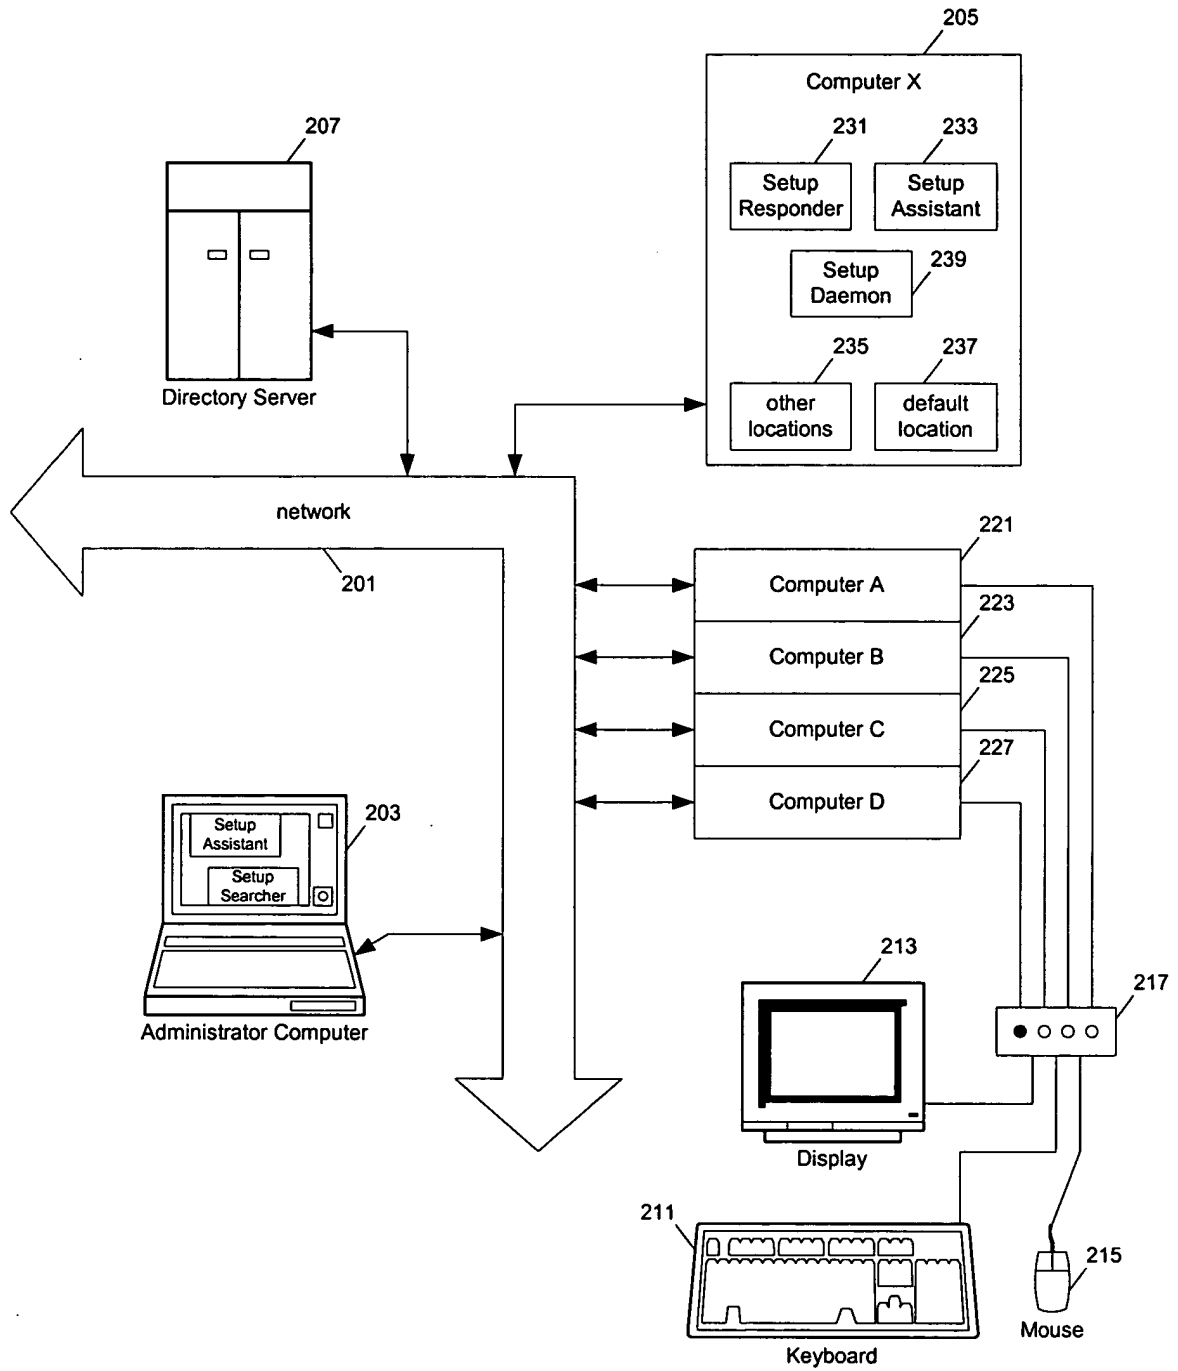 205
Computer X
207
231
233
Setup
Responder
Setup
Assistant
Setup
Daemon
239
235
237
other
locations
default
location
Directory Server
network
201
221
Computer A
223
Computer B
225
Computer C
227
Computer D
203
Setup
Assistant
Setup
Searcher
Administrator Computer
213
217
Display
211
215
Mouse
Keyboard